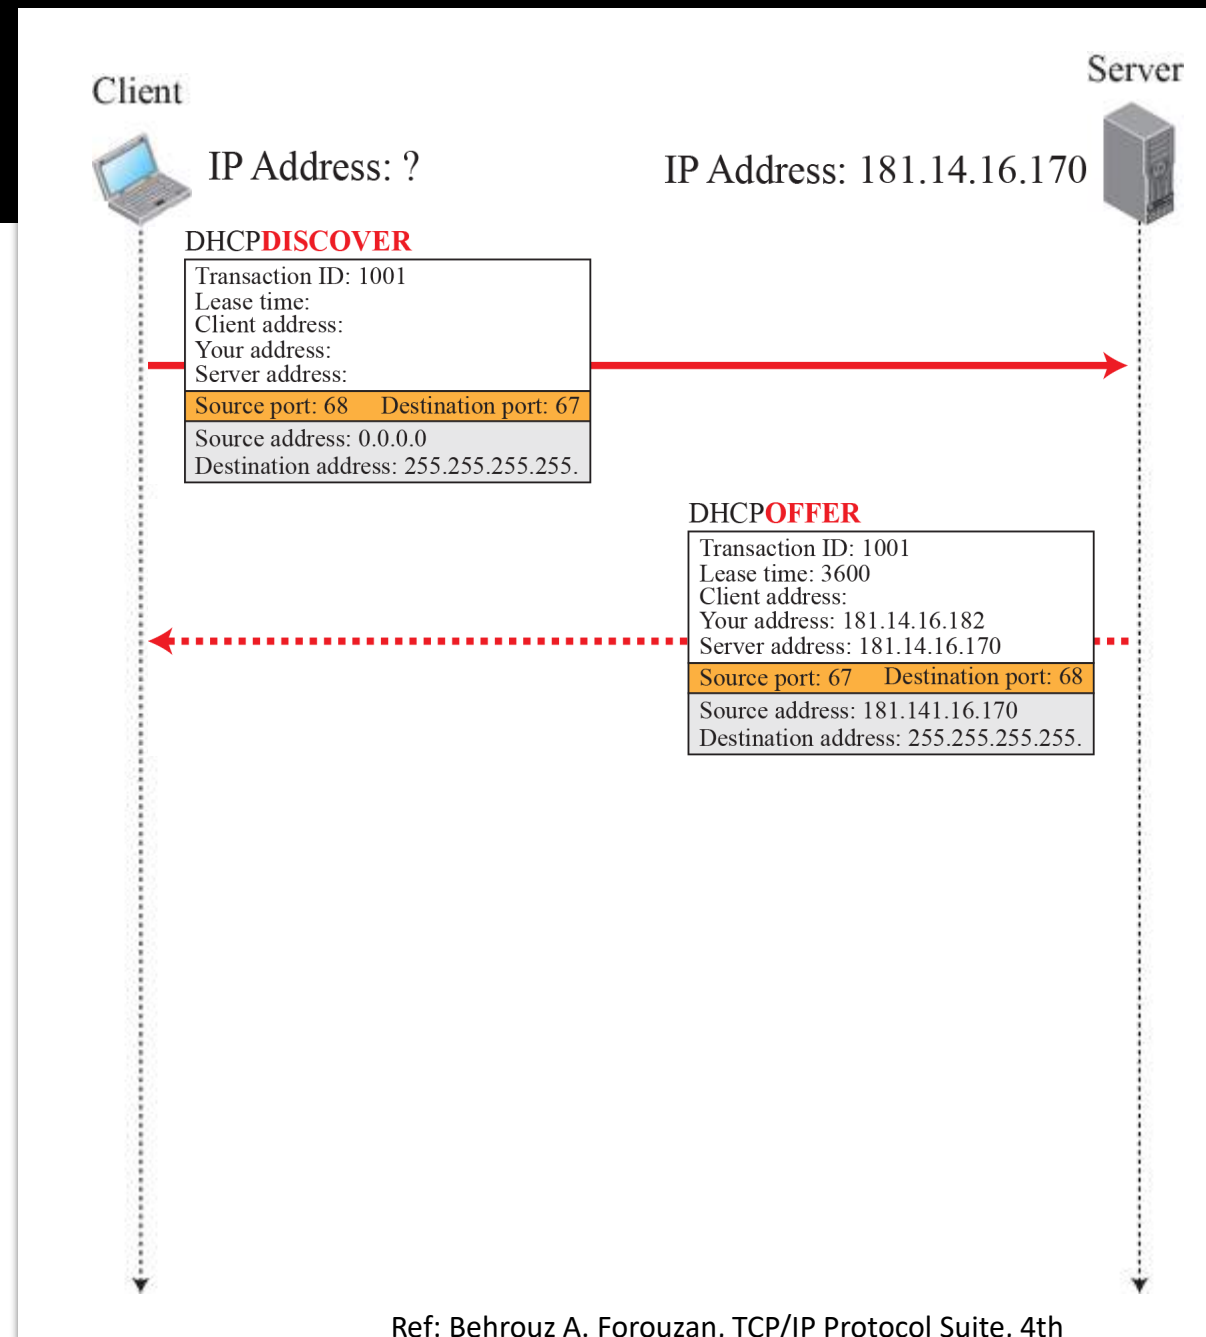 Client
Server
IP Address: ?
IP Address: 181.14.16.170
DHCPDISCOVER
Transaction ID: 1001
Lease time:
Client address:
Your address:
Server address:
Source port: 68 Destination port: 67
Source address: 0.0.0.0
Destination address: 255.255.255.255.
DHCPOFFER
Transaction ID: 1001
Lease time: 3600
Client address:
Your address: 181.14.16.182
Server address: 181.14.16.170
Source port: 67 Destination port: 68
Source address: 181.141.16.170
Destination address: 255.255.255.255.
Ref: Behrouz A. Forouzan. TCP/IP Protocol Suite. 4th